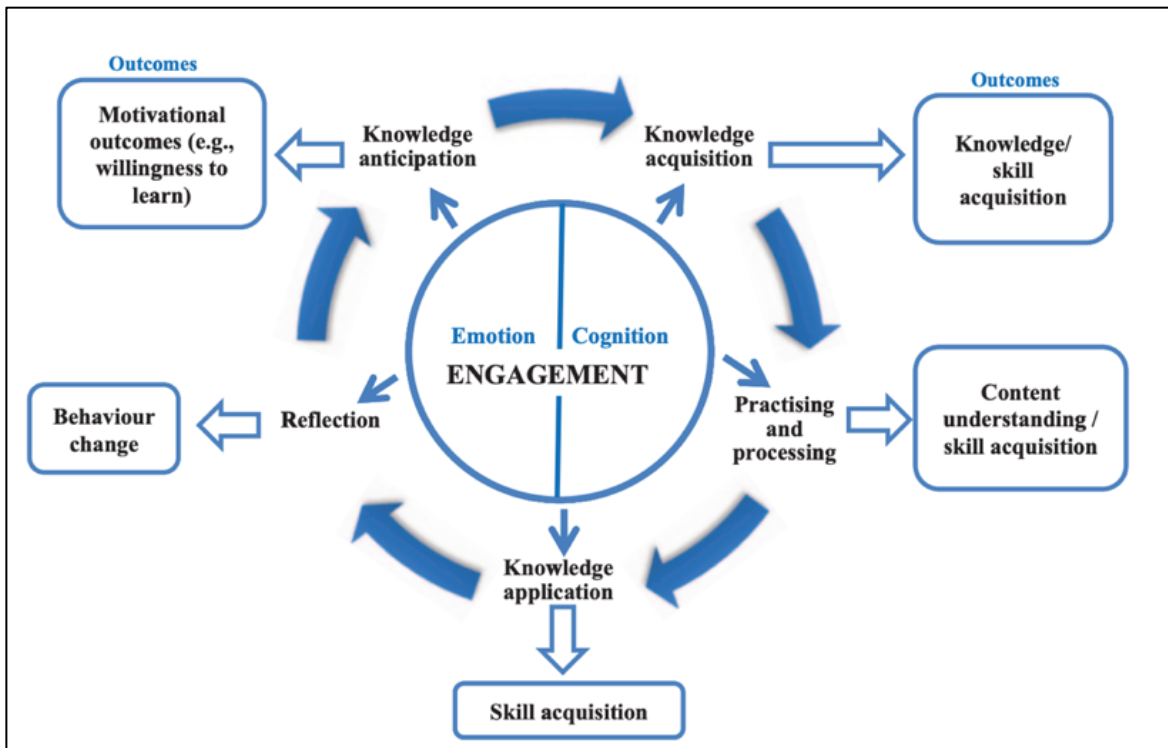 Outcomes
Motivational
outcomes (e.g.,
willingness to
learn)
Knowledge
anticipation
Knowledge
acquisition
Outcomes
Knowledge/
skill
acquisition
Emotion
Cognition
ENGAGEMENT
Behaviour
change
Reflection
Practising
and
processing
Content
understanding /
skill acquisition
Knowledge
application
Skill acquisition